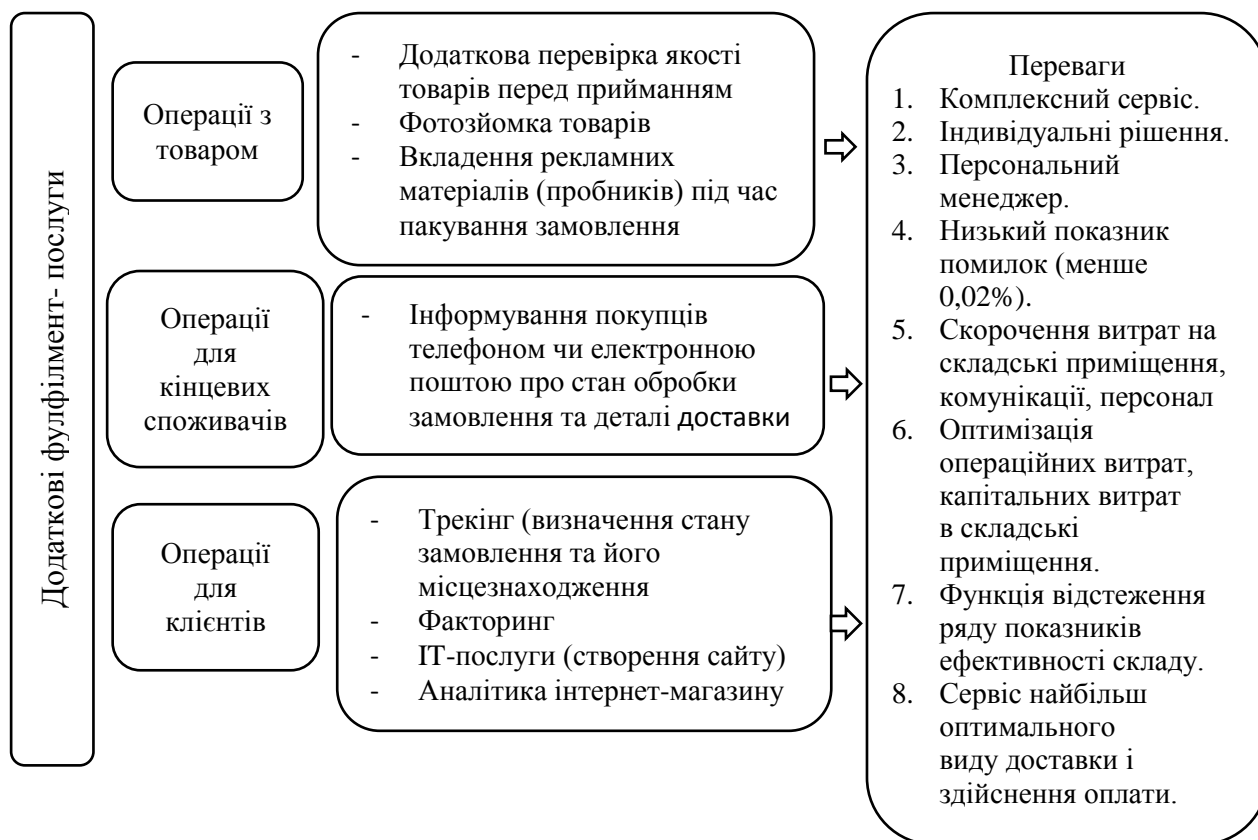 Додаткові фулфілмент- послуги
Операції з
товаром
- Додаткова перевірка якості
товарів перед прийманням
- Фотозйомка товарів
- Вкладення рекламних
матеріалів (пробників) під час
пакування замовлення
Операції
для
кінцевих
споживачів
- Інформування покупців
телефоном чи електронною
поштою про стан обробки
замовлення та деталі доставки
Операції
для
клієнтів
- Трекінг (визначення стану
замовлення та його
місцезнаходження
- Факторинг
- ІТ-послуги (створення сайту)
- Аналітика інтернет-магазину
Переваги
1. Комплексний сервіс.
2. Індивідуальні рішення.
3. Персональний
менеджер.
4. Низький показник
помилок (менше
0,02%).
5. Скорочення витрат на
складські приміщення,
комунікації, персонал
6. Оптимізація
операційних витрат,
капітальних витрат
в складські
приміщення.
7. Функція відстеження
ряду показників
ефективності складу.
8. Сервіс найбільш
оптимального
виду доставки і
здійснення оплати.